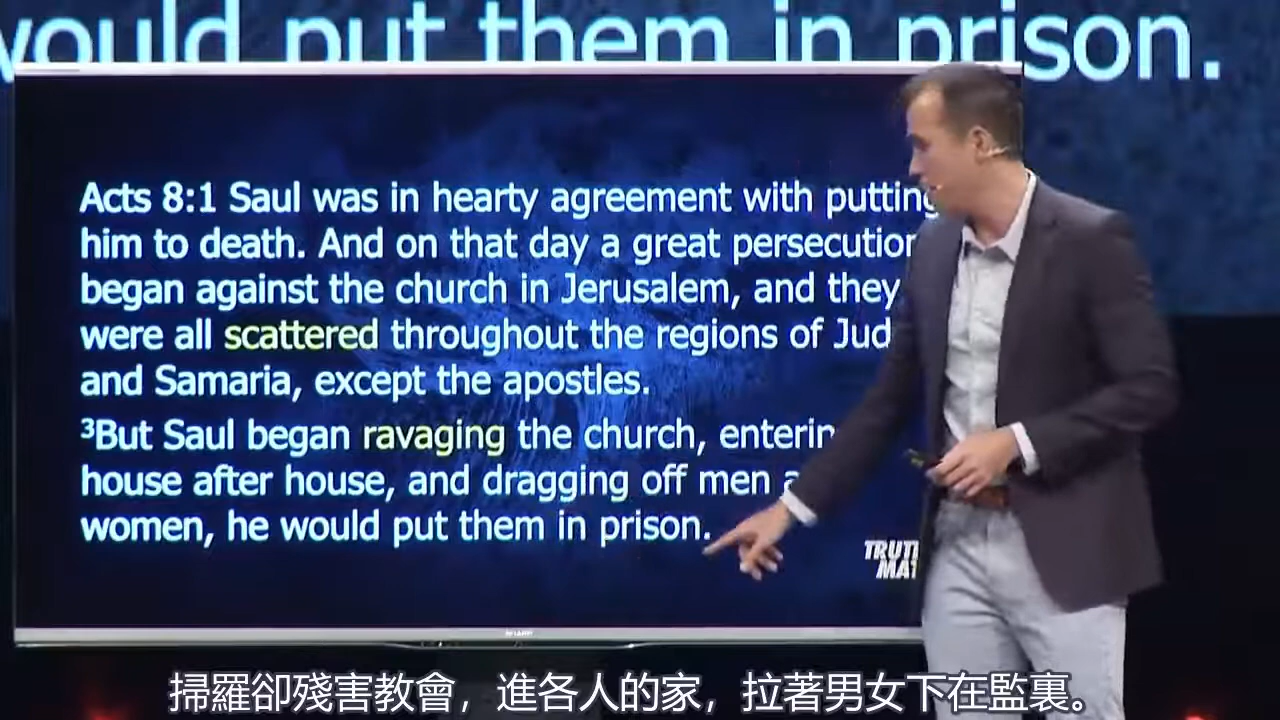 would put them in prison.
Acts 8:1 Saul was in hearty agreement with putting
him to death. And on that day a great persecution
began against the church in Jerusalem, and they
were all scattered throughout the regions of Jud
and Samaria, except the apostles.
³But Saul began ravaging the church, enterin
house after house, and dragging off men a
women, he would put them in prison.
TRUT
MAT
SHARP
掃羅卻殘害教會，進各人的家，拉著男女下在監裏。